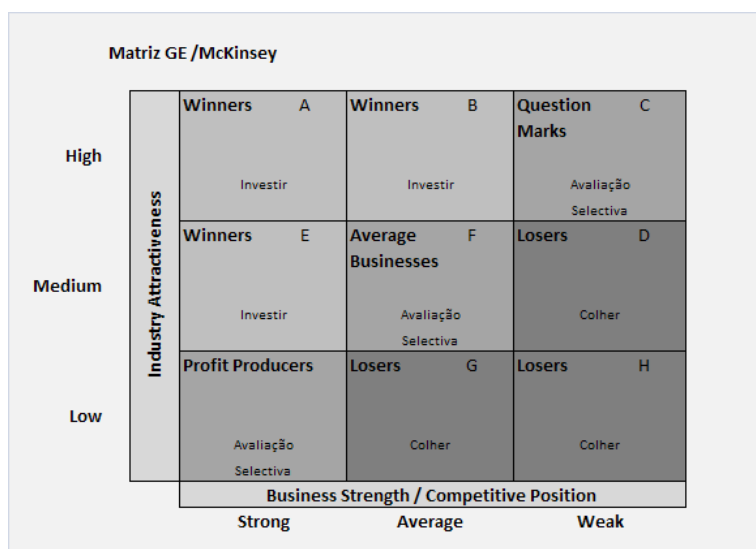 Matriz GE /McKinsey
High
Industry Attractiveness
Winners A
Investir
Winners B
Investir
Question C
Marks
Avaliação
Selectiva
Medium
Winners E
Investir
Average F
Businesses
Avaliação
Selectiva
Losers D
Colher
Low
Profit Producers
Avaliação
Selectiva
Losers G
Colher
Losers H
Colher
Business Strength / Competitive Position
Strong Average Weak